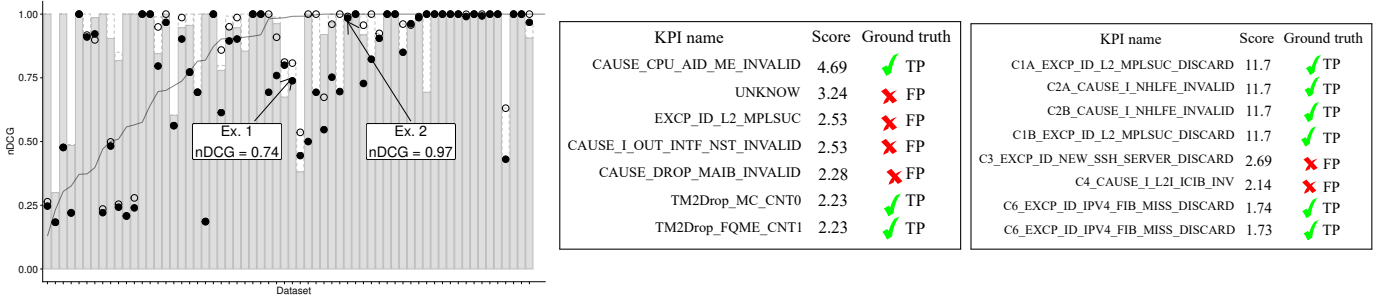 1.00
0.75
0.50
0.25
0.00
nDCG
Dataset
Ex. 1
nDCG = 0.74
Ex. 2
nDCG = 0.97
KPI name Score Ground truth
CAUSE_CPU_AID_ME_INVALID 4.69 TP
UNKNOW 3.24 FP
EXCP_ID_L2_MPLSUC 2.53 FP
CAUSE_I_OUT_INTF_NST_INVALID 2.53 FP
CAUSE_DROP_MAIB_INVALID 2.28 FP
TM2Drop_MC_CNT0 2.23 TP
TM2Drop_FQME_CNT1 2.23 TP
KPI name Score Ground truth
C1A_EXCP_ID_L2_MPLSUC_DISCARD 11.7 TP
C2A_CAUSE_I_NHLFE_INVALID 11.7 TP
C2B_CAUSE_I_NHLFE_INVALID 11.7 TP
C1B_EXCP_ID_L2_MPLSUC_DISCARD 11.7 TP
C3_EXCP_ID_NEW_SSH_SERVER_DISCARD 2.69 FP
C4_CAUSE_I_L2I_ICIB_INV 2.14 FP
C6_EXCP_ID_IPV4_FIB_MISS_DISCARD 1.74 TP
C6_EXCP_ID_IPV4_FIB_MISS_DISCARD 1.73 TP